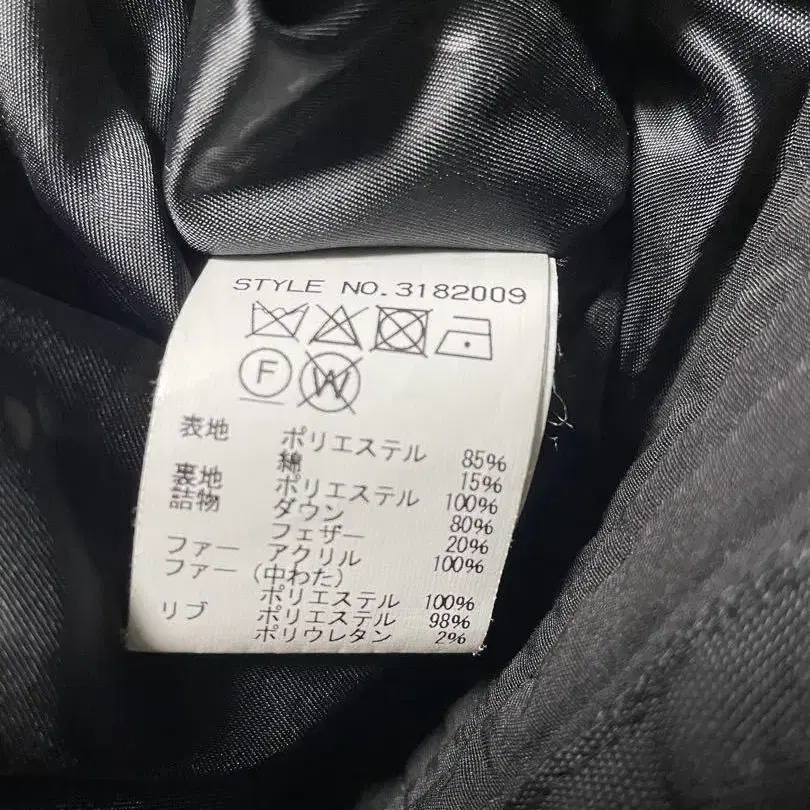 STYLE NO.3182009
F W
表地 ポリエステル 85%
綿 15%
裏地 ポリエステル 100%
詰物 ダウン 80%
フェザー 20%
ファー アクリル 100%
ファー(中わた)
ポリエステル 100%
リブ ポリエステル 98%
ポリウレタン 2%